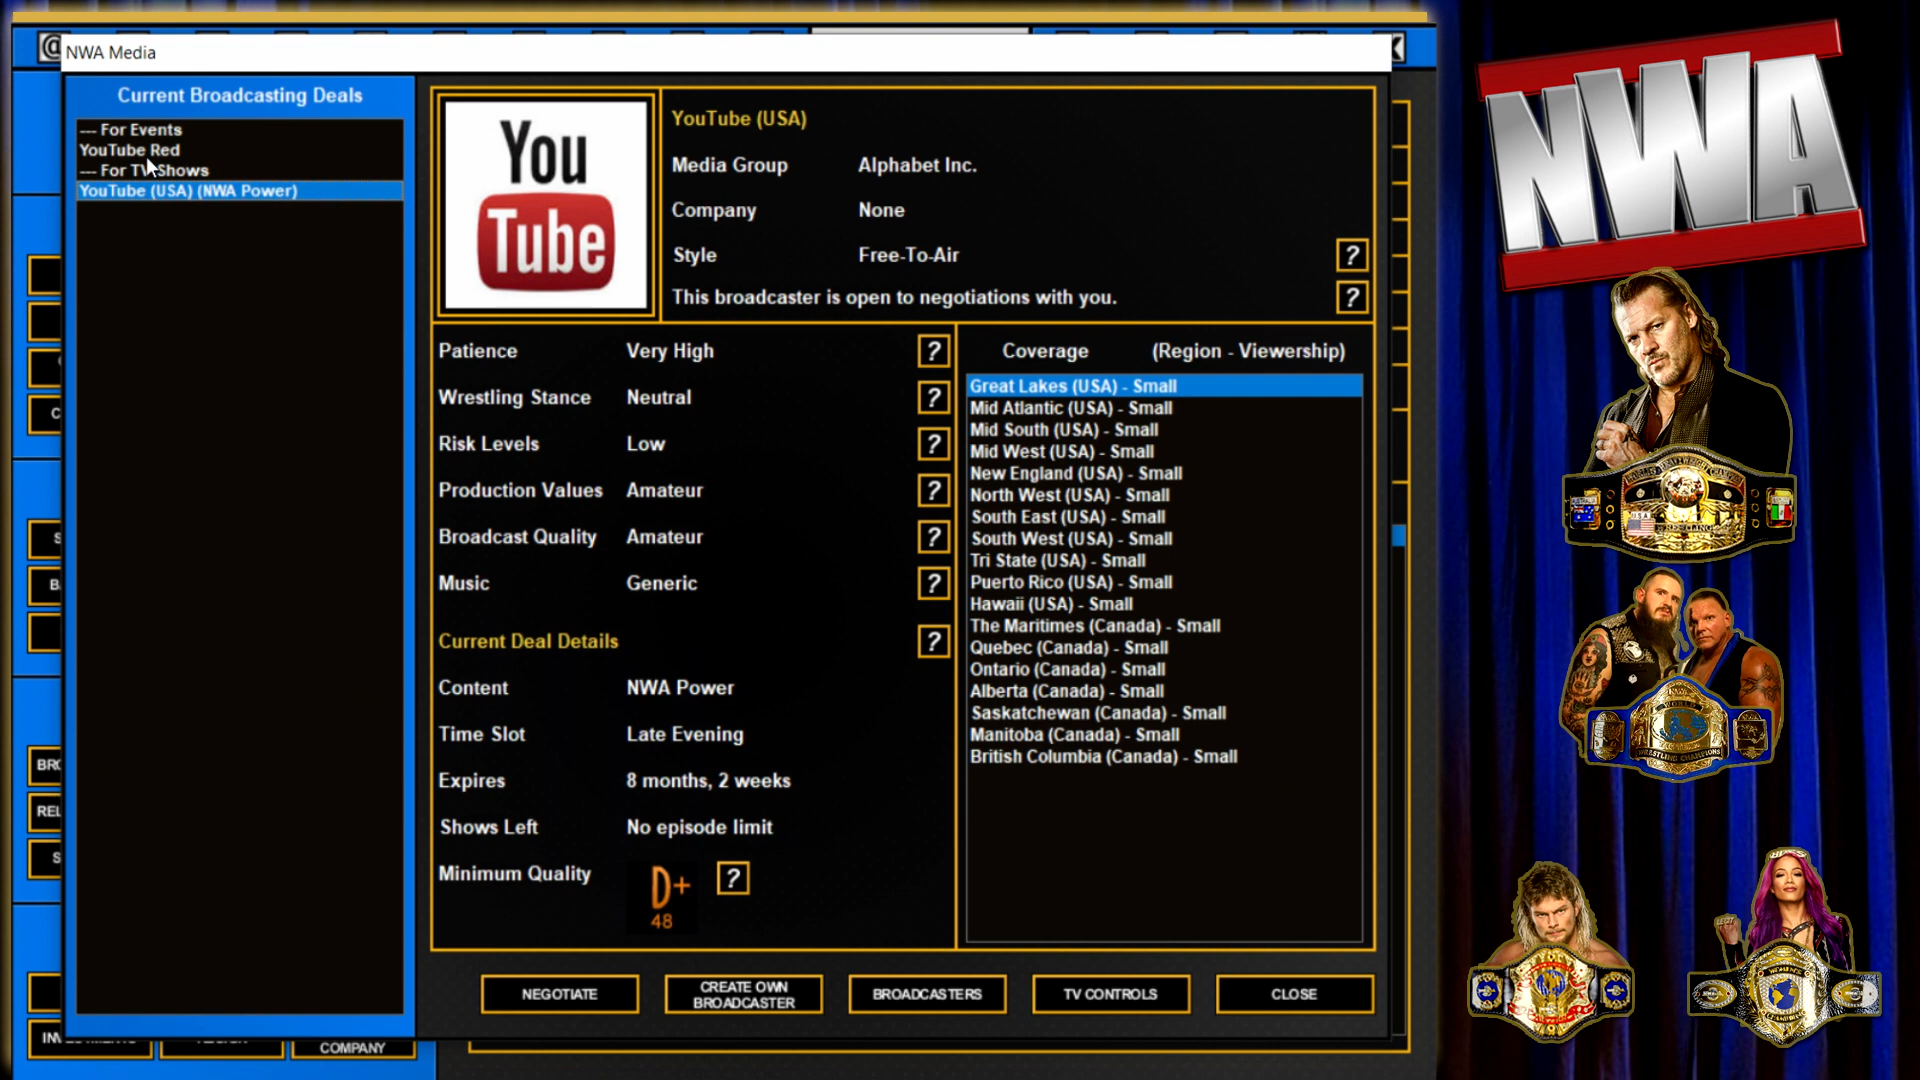 NWA Media
Current Broadcasting Deals
--- For Events
YouTube Red
--- For TV Shows
YouTube (USA) (NWA Power)
You
Tube
YouTube (USA)
Media Group Alphabet Inc.
Company None
Style Free-To-Air ?
This broadcaster is open to negotiations with you. ?
Patience Very High ?
Wrestling Stance Neutral ?
Risk Levels Low ?
Production Values Amateur ?
Broadcast Quality Amateur ?
Music Generic ?
Current Deal Details ?
Content NWA Power
Time Slot Late Evening
Expires 8 months, 2 weeks
Shows Left No episode limit
Minimum Quality D+ ?
48
Coverage (Region - Viewership)
Great Lakes (USA) - Small
Mid Atlantic (USA) - Small
Mid South (USA) - Small
Mid West (USA) - Small
New England (USA) - Small
North West (USA) - Small
South East (USA) - Small
South West (USA) - Small
Tri State (USA) - Small
Puerto Rico (USA) - Small
Hawaii (USA) - Small
The Maritimes (Canada) - Small
Quebec (Canada) - Small
Ontario (Canada) - Small
Alberta (Canada) - Small
Saskatchewan (Canada) - Small
Manitoba (Canada) - Small
British Columbia (Canada) - Small
NEGOTIATE
CREATE OWN
BROADCASTER
BROADCASTERS
TV CONTROLS
CLOSE
COMPANY
NWA